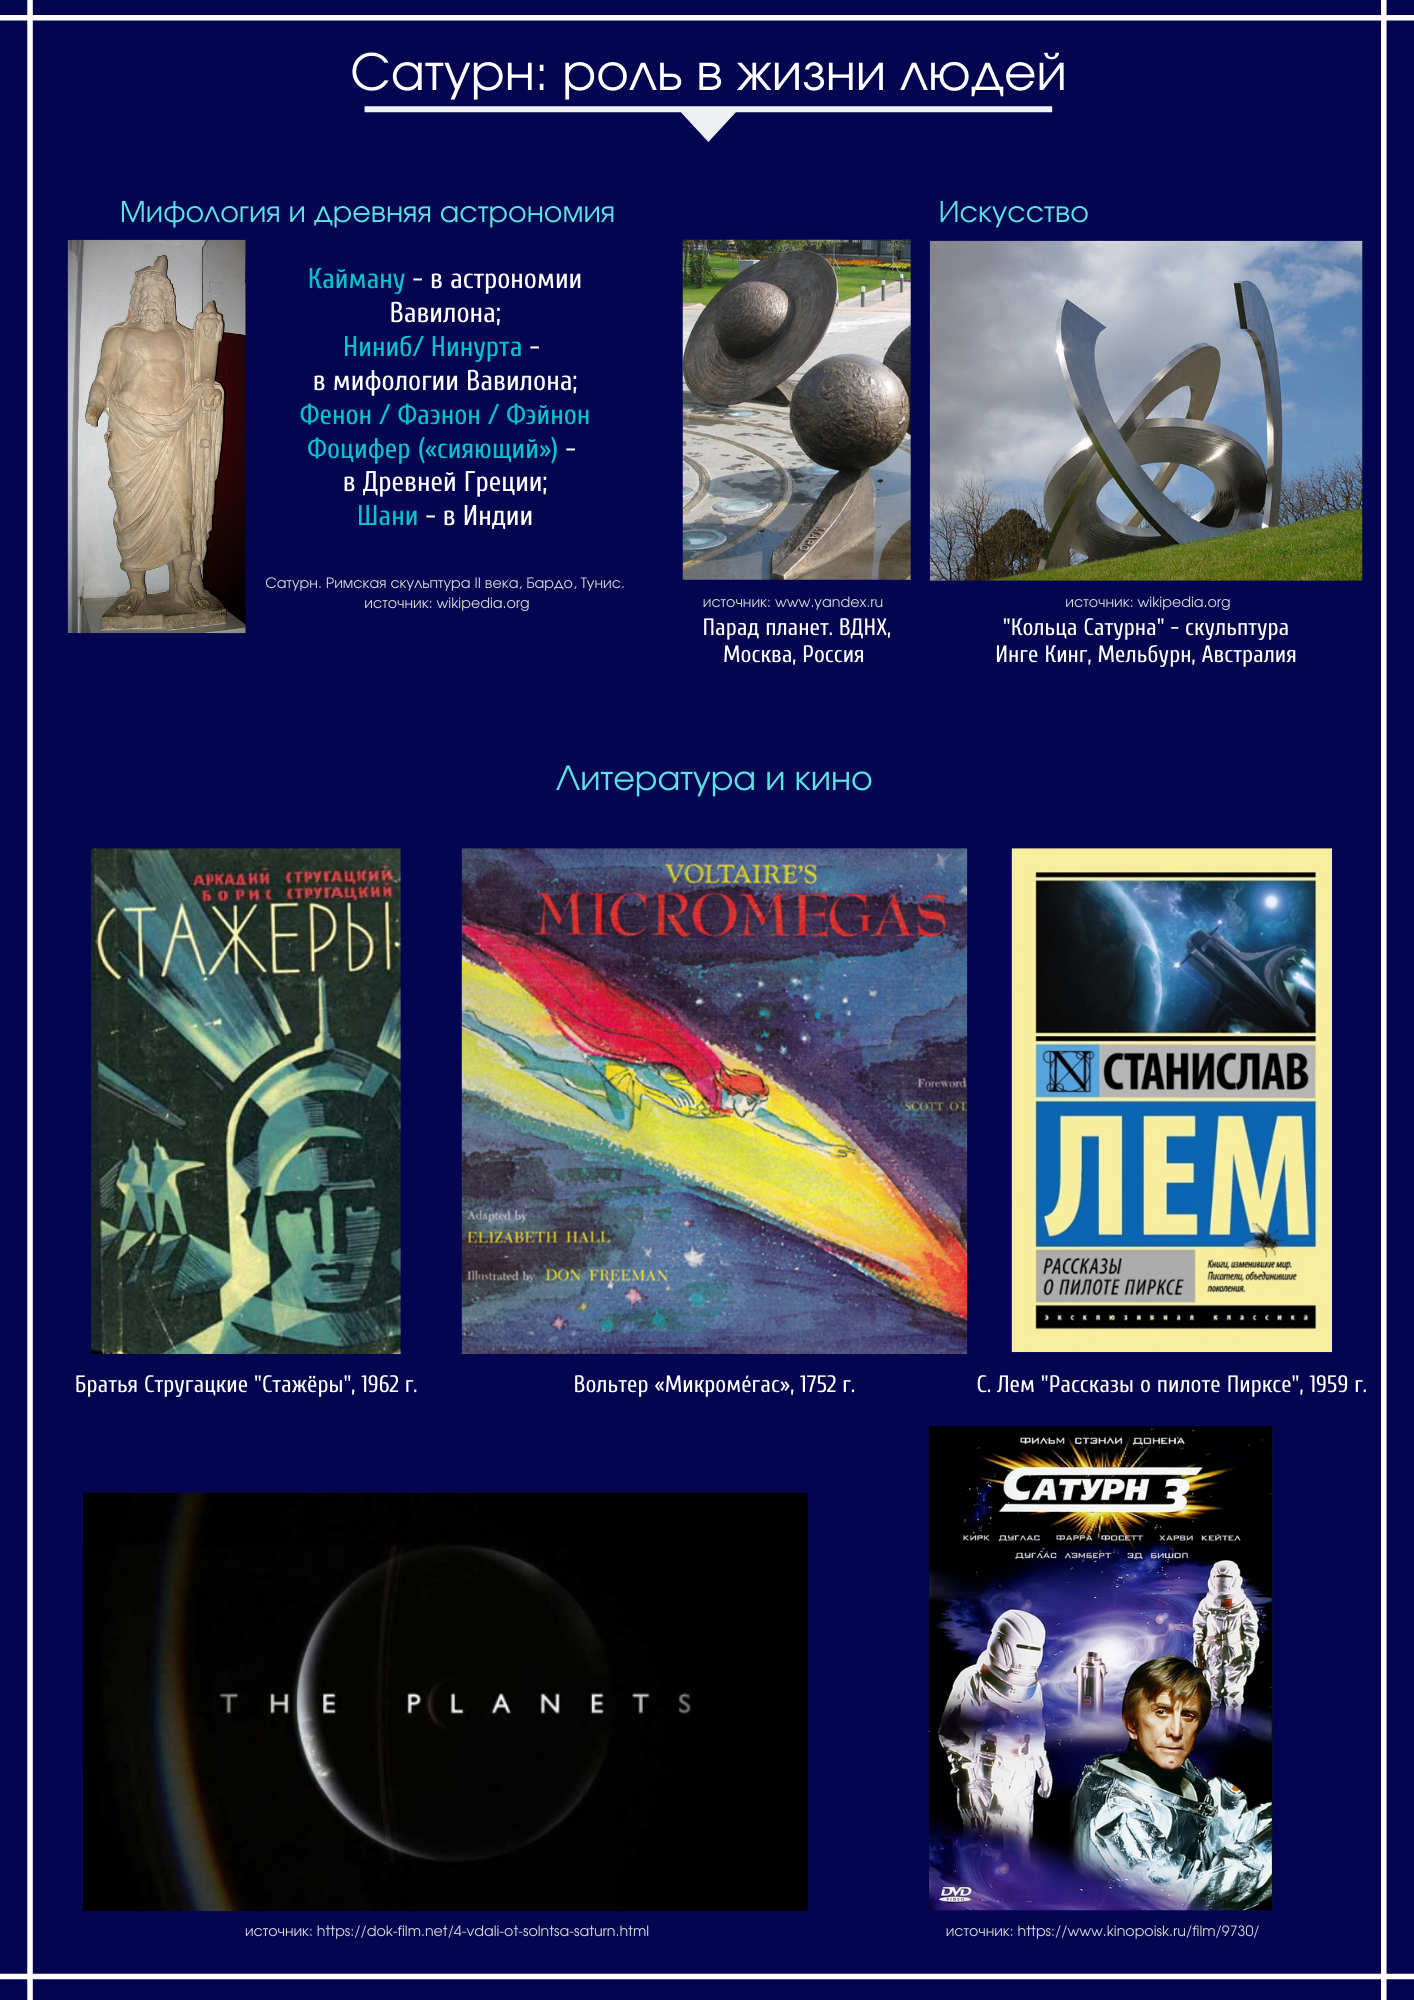 Сатурн: роль в жизни людей
Мифология и древняя астрономия
Кайману - в астрономии
Вавилона;
Ниниб/ Нинурта -
в мифологии Вавилона;
Фенон / Фаэнон / Фэйнон
Фоцифер («сияющий») -
в Древней Греции;
Шани - в Индии
Сатурн. Римская скульптура II века, Бардо, Тунис.
источник: wikipedia.org
Искусство
источник: www.yandex.ru
Парад планет. ВДНХ,
Москва, Россия
источник: wikipedia.org
"Кольца Сатурна" - скульптура
Инге Кинг, Мельбурн, Австралия
Литература и кино
АРКАДИЙ СТРУГАЦКИЙ
БОРИС СТРУГАЦКИЙ
СТАЖЕРЫ
Братья Стругацкие "Стажёры", 1962 г.
VOLTAIRE'S
MICROMEGAS
Foreword
SCOTT OT
Adapted by
ELIZABETH HALL
Illustrated by DON FREEMAN
Вольтер «Микроме́гас», 1752 г.
N СТАНИСЛАВ
ЛЕМ
РАССКАЗЫ
О ПИЛОТЕ ПИРКСЕ
Книги, изменившие мир.
Писатели, объединившие
поколения.
эксклюзивная классика
С. Лем "Рассказы о пилоте Пирксе", 1959 г.
THE PLANETS
источник: https://dok-film.net/4-vdali-ot-solntsa-saturn.html
ФИЛЬМ СТЭНЛИ ДОНЕНА
САТУРН 3
КИРК ДУГЛАС ФАРРА ФОСЕТТ ХАРВИ КЕЙТЕЛ
ДУГЛАС ЛЭМБЕРТ ЭД БИШОП
DVD
VIDEO
источник: https://www.kinopoisk.ru/film/9730/